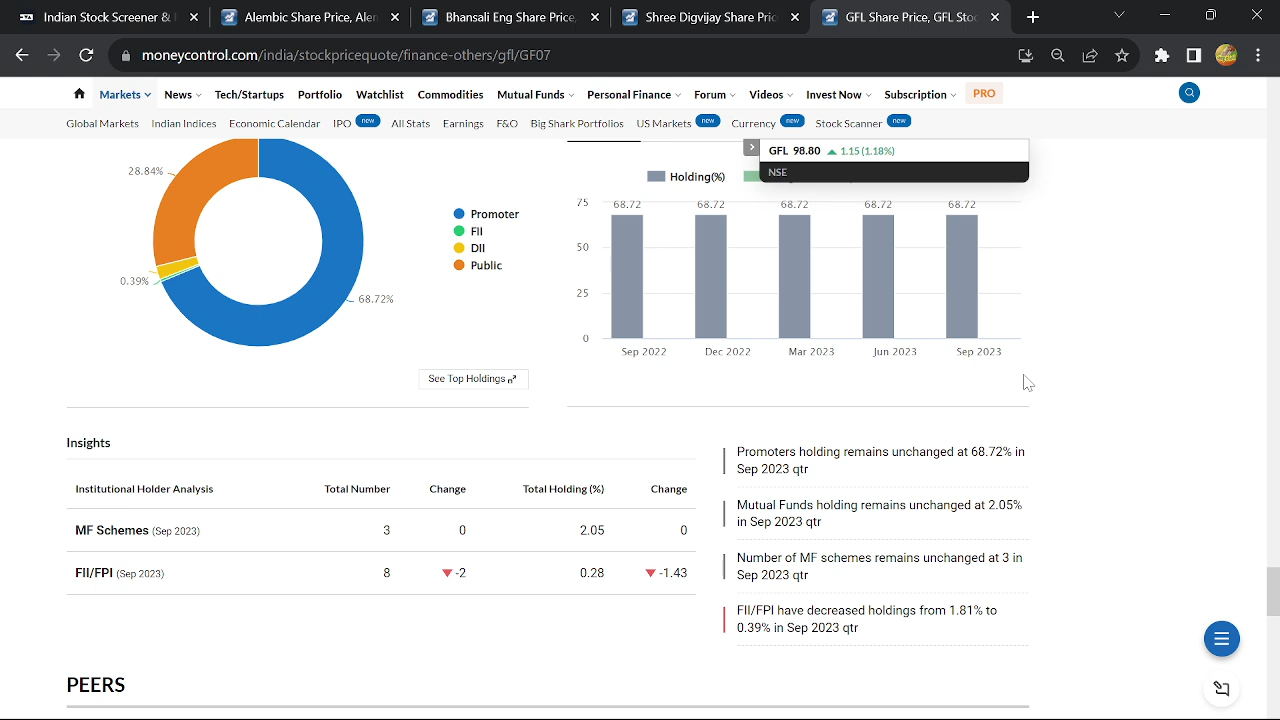 Indian Stock Screener &
Alembic Share Price, Aler
Bhansali Eng Share Price,
Shree Digvijay Share Pric
GFL Share Price, GFL Stoc
moneycontrol.com/india/stockpricequote/finance-others/gfl/GF07
Markets News Tech/Startups Portfolio Watchlist Commodities Mutual Funds Personal Finance Forum Videos Invest Now Subscription PRO
Global Markets Indian Indices Economic Calendar IPO new All Stats Earnings F&O Big Shark Portfolios US Markets new Currency new Stock Scanner new
GFL 98.80 1.15 (1.18%)
NSE
28.84%
0.39%
68.72%
Promoter
FII
DII
Public
See Top Holdings
Holding(%)
75
50
25
0
68.72 68.72 68.72 68.72 68.72
Sep 2022 Dec 2022 Mar 2023 Jun 2023 Sep 2023
Insights
Institutional Holder Analysis Total Number Change Total Holding (%) Change
MF Schemes (Sep 2023) 3 0 2.05 0
FII/FPI (Sep 2023) 8 -2 0.28 -1.43
Promoters holding remains unchanged at 68.72% in
Sep 2023 qtr
Mutual Funds holding remains unchanged at 2.05%
in Sep 2023 qtr
Number of MF schemes remains unchanged at 3 in
Sep 2023 qtr
FII/FPI have decreased holdings from 1.81% to
0.39% in Sep 2023 qtr
PEERS